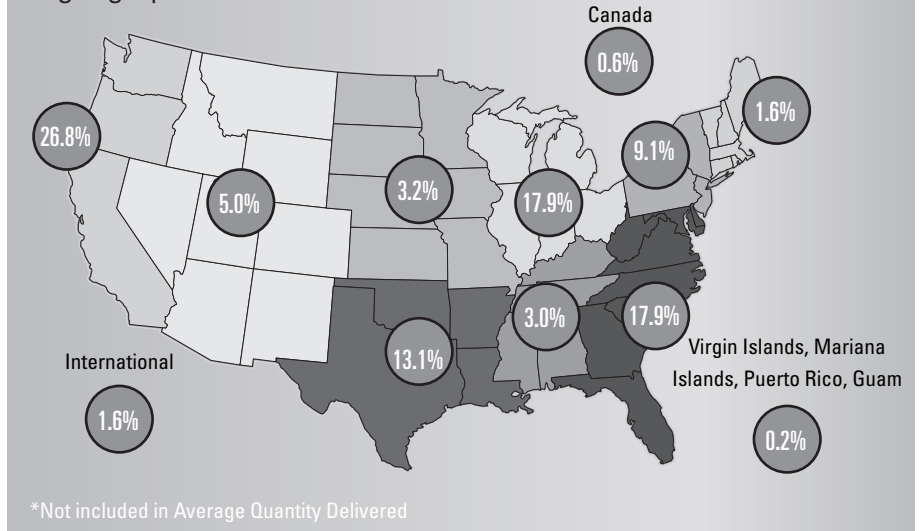 Canada
0.6%
1.6%
26.8%
9.1%
3.2%
5.0%
17.9%
3.0%
17.9%
13.1%
International
1.6%
Virgin Islands, Mariana
Islands, Puerto Rico, Guam
0.2%
*Not included in Average Quantity Delivered